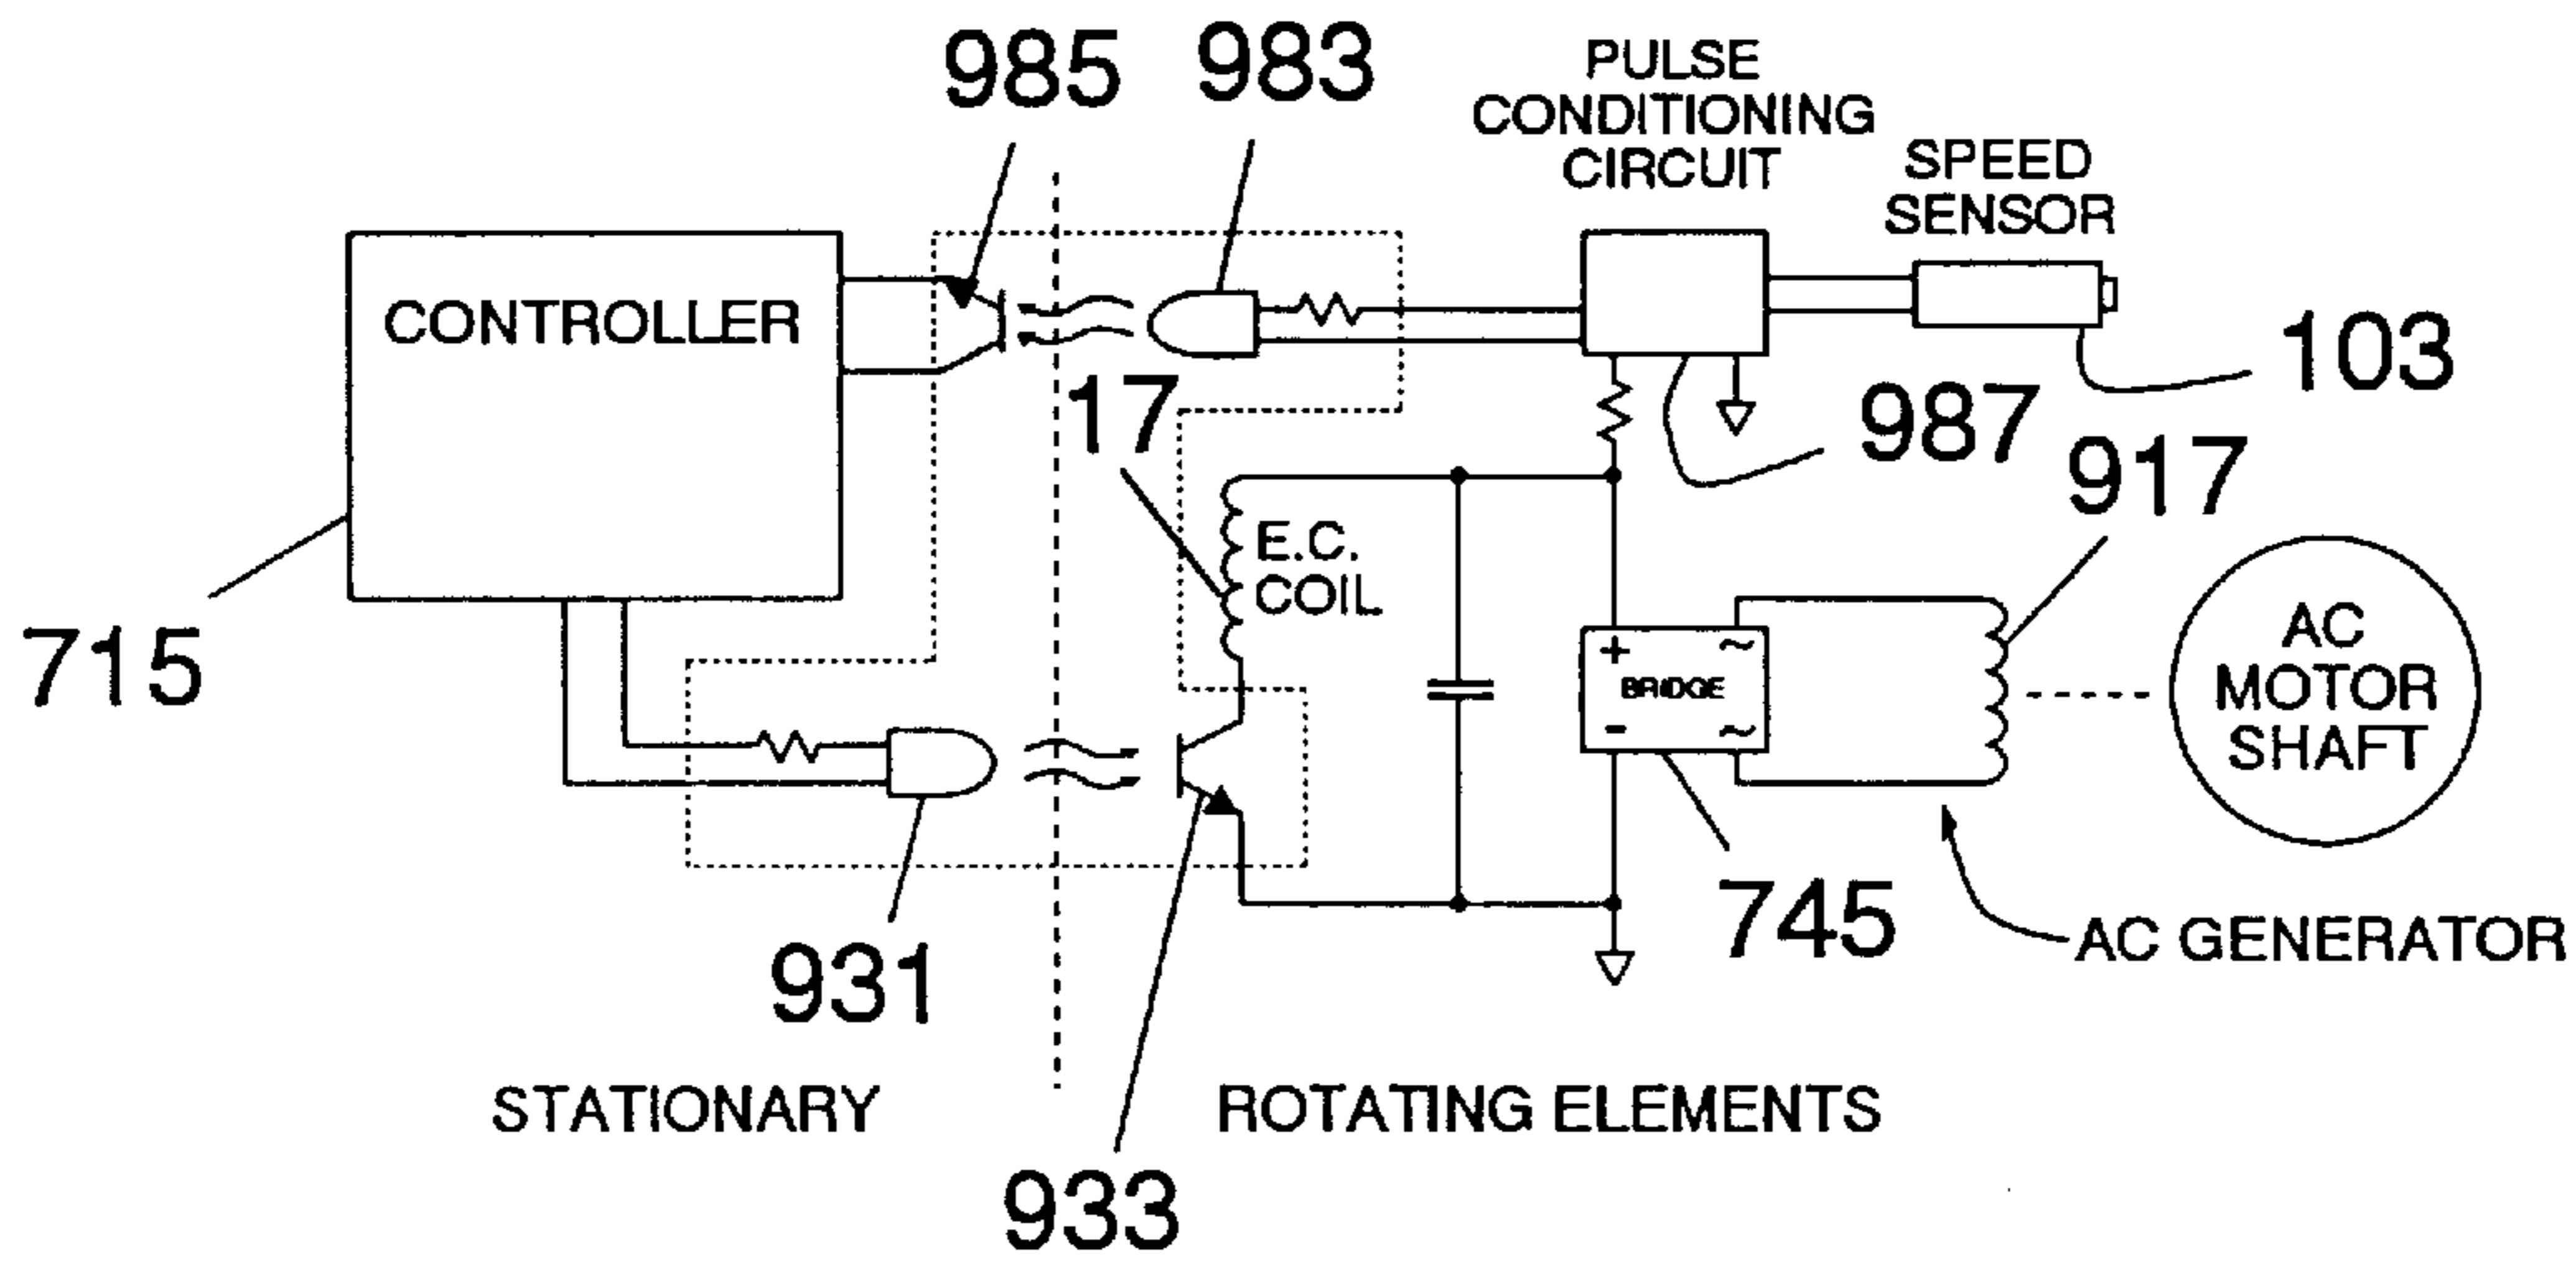 985
983
PULSE
CONDITIONING
CIRCUIT
SPEED
SENSOR
CONTROLLER
103
17
987
917
E.C.
COIL
715
+ ~
BRIDGE
- ~
AC
MOTOR
SHAFT
931
745
AC GENERATOR
STATIONARY
ROTATING ELEMENTS
933